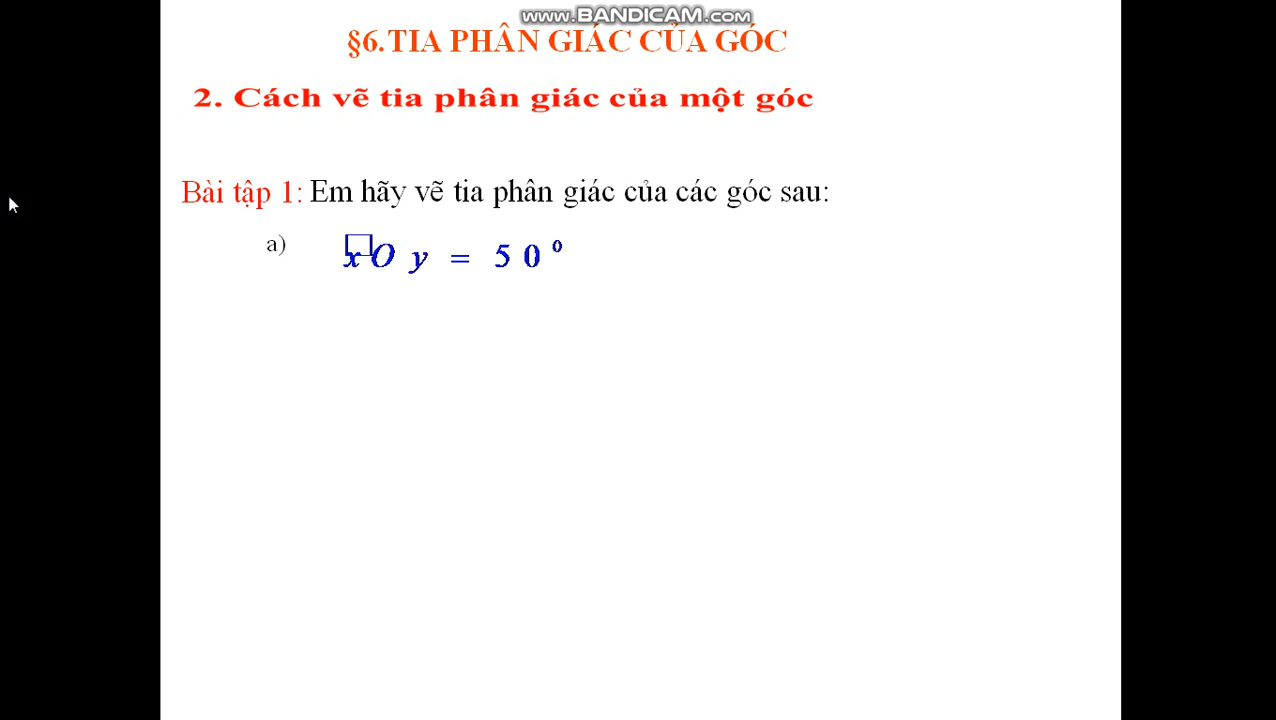 www.BANDICAM.com
§6.TIA PHÂN GIÁC CỦA GÓC
2. Cách vẽ tia phân giác của một góc
Bài tập 1: Em hãy vẽ tia phân giác của các góc sau:
a) xOy = 50⁰